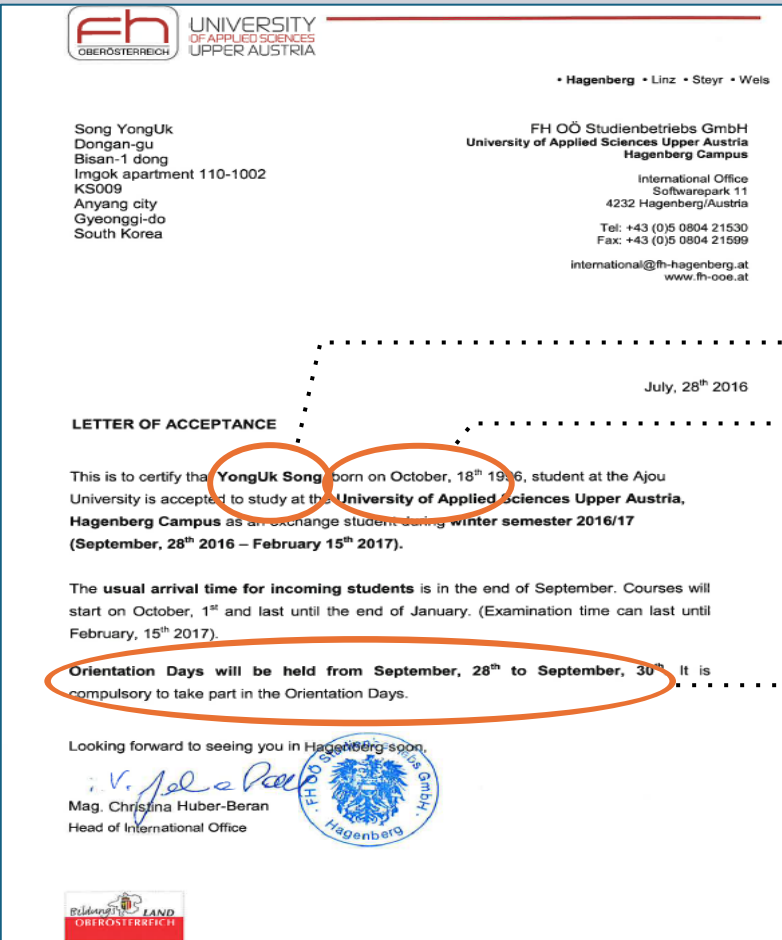 fh
OBERÖSTERREICH
UNIVERSITY
OF APPLIED SCIENCES
UPPER AUSTRIA
• Hagenberg • Linz • Steyr • Wels
Song YongUk
Dongan-gu
Bisan-1 dong
Imgok apartment 110-1002
KS009
Anyang city
Gyeonggi-do
South Korea
FH OÖ Studienbetriebs GmbH
University of Applied Sciences Upper Austria
Hagenberg Campus
International Office
Softwarepark 11
4232 Hagenberg/Austria
Tel: +43 (0)5 0804 21530
Fax: +43 (0)5 0804 21599
international@fh-hagenberg.at
www.fh-ooe.at
July, 28th 2016
LETTER OF ACCEPTANCE
This is to certify that YongUk Song, born on October, 18th 1996, student at the Ajou
University is accepted to study at the University of Applied Sciences Upper Austria,
Hagenberg Campus as an exchange student during winter semester 2016/17
(September, 28th 2016 – February 15th 2017).
The usual arrival time for incoming students is in the end of September. Courses will
start on October, 1st and last until the end of January. (Examination time can last until
February, 15th 2017).
Orientation Days will be held from September, 28th to September, 30th. It is
compulsory to take part in the Orientation Days.
Looking forward to seeing you in Hagenberg soon,
i.V.
Mag. Christina Huber-Beran
Head of International Office
FH OÖ Studienbetriebs GmbH
Hagenberg
Bildungs LAND
OBERÖSTERREICH